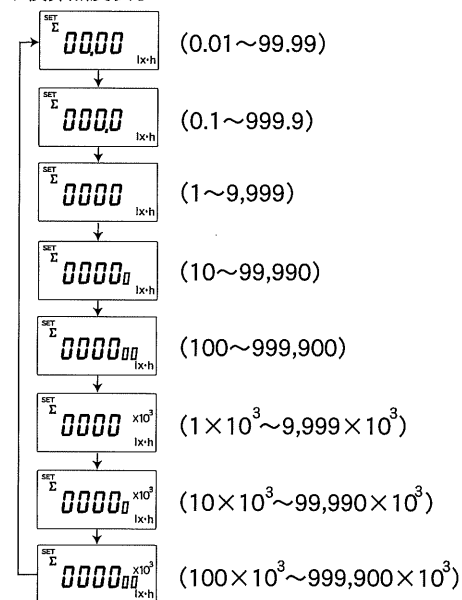 SET
Σ 00.00 lx·h (0.01～99.99)
SET
Σ 000.0 lx·h (0.1～999.9)
SET
Σ 0000 lx·h (1～9,999)
SET
Σ 00000 lx·h (10～99,990)
SET
Σ 000000 lx·h (100～999,900)
SET
Σ 0000 ×10³ lx·h (1×10³～9,999×10³)
SET
Σ 00000 ×10³ lx·h (10×10³～99,990×10³)
SET
Σ 000000 ×10³ lx·h (100×10³～999,900×10³)